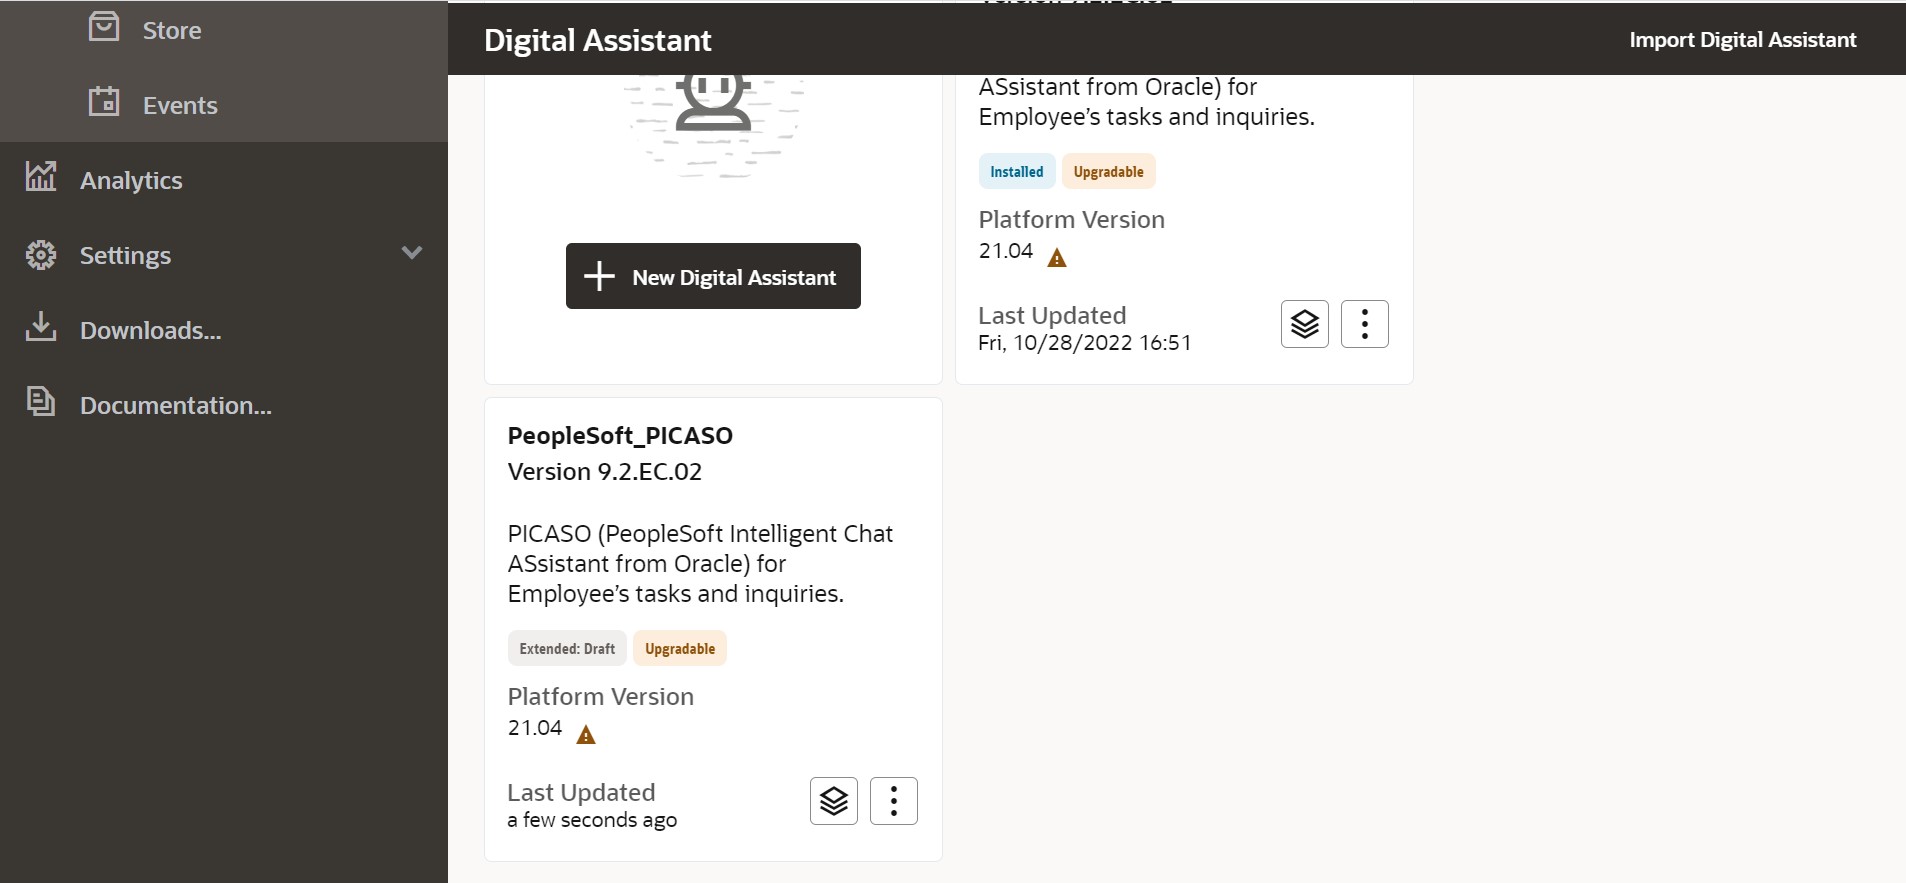 Store
Events
Analytics
Settings
Downloads...
Documentation...
Digital Assistant
Import Digital Assistant
New Digital Assistant
ASsistant from Oracle) for
Employee’s tasks and inquiries.
Installed
Upgradable
Platform Version
21.04
Last Updated
Fri, 10/28/2022 16:51
PeopleSoft_PICASO
Version 9.2.EC.02
PICASO (PeopleSoft Intelligent Chat
ASsistant from Oracle) for
Employee’s tasks and inquiries.
Extended: Draft
Upgradable
Platform Version
21.04
Last Updated
a few seconds ago